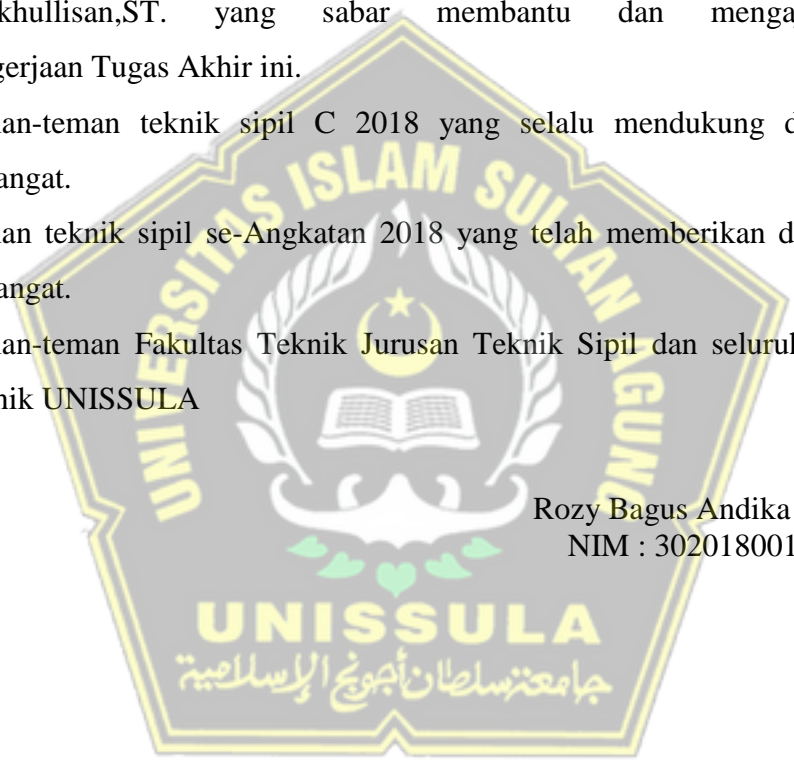 khullisan,ST. yang sabar membantu dan menga
gerjaan Tugas Akhir ini.
an-teman teknik sipil C 2018 yang selalu mendukung d
angat.
an teknik sipil se-Angkatan 2018 yang telah memberikan d
angat.
an-teman Fakultas Teknik Jurusan Teknik Sipil dan seluruh
nik UNISSULA
Rozy Bagus Andika
NIM : 302018001
UNIVERSITAS ISLAM SULTAN AGUNG
UNISSULA
جامعة سلطان أجونج الإسلامية